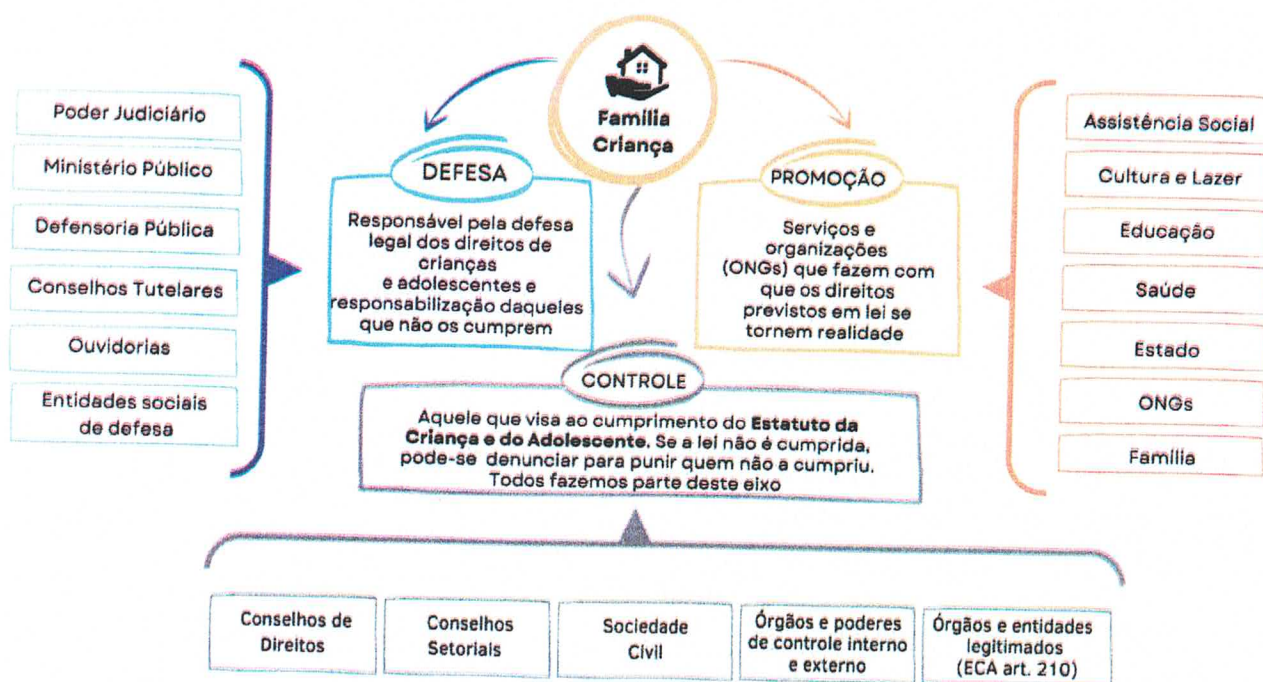 Família
Criança
Poder Judiciário
Ministério Público
Defensoria Pública
Conselhos Tutelares
Ouvidorias
Entidades sociais
de defesa
DEFESA
Responsável pela defesa
legal dos direitos de
crianças
e adolescentes e
responsabilização daqueles
que não os cumprem
PROMOÇÃO
Serviços e
organizações
(ONGs) que fazem com
que os direitos
previstos em lei se
tornem realidade
Assistência Social
Cultura e Lazer
Educação
Saúde
Estado
ONGs
Família
CONTROLE
Aquele que visa ao cumprimento do Estatuto da
Criança e do Adolescente. Se a lei não é cumprida,
pode-se denunciar para punir quem não a cumpriu.
Todos fazemos parte deste eixo
Conselhos de
Direitos
Conselhos
Setoriais
Sociedade
Civil
Órgãos e poderes
de controle interno
e externo
Órgãos e entidades
legitimados
(ECA art. 210)